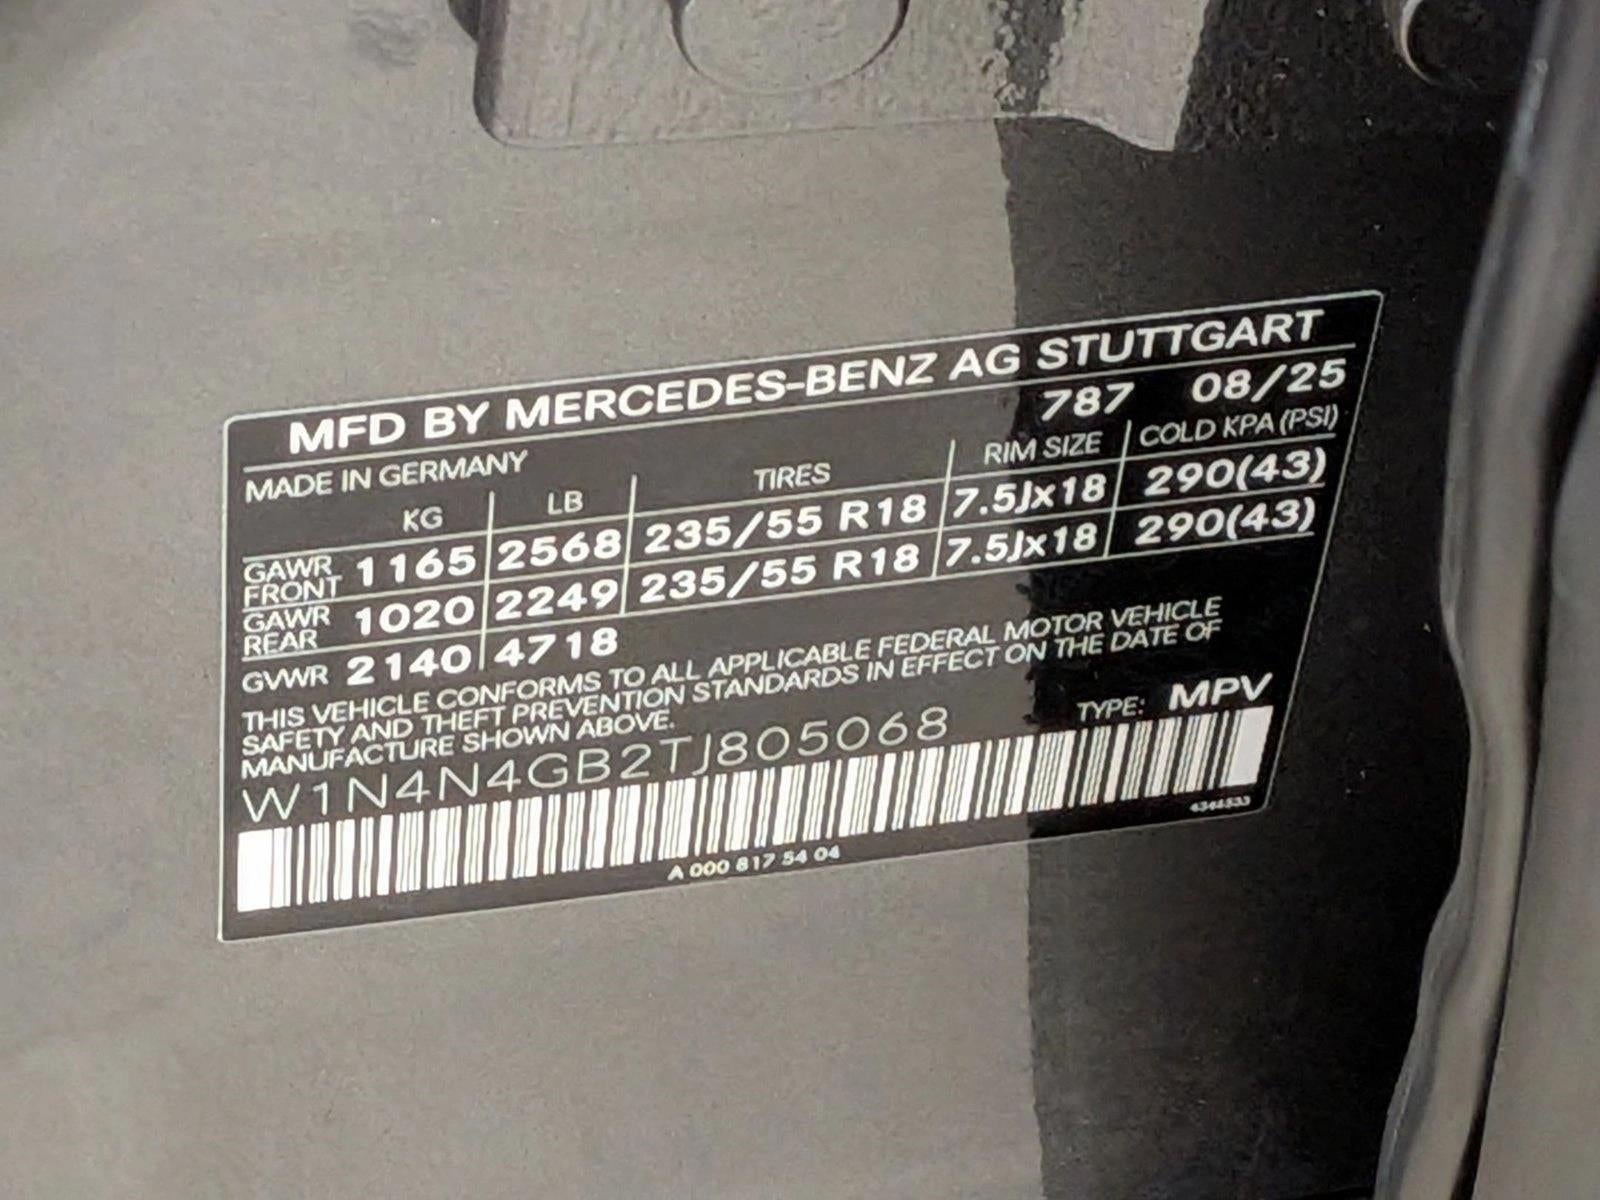 MFD BY MERCEDES-BENZ AG STUTTGART
MADE IN GERMANY 787 08/25
KG LB TIRES RIM SIZE COLD KPA (PSI)
GAWR FRONT 1165 2568 235/55 R18 7.5Jx18 290(43)
GAWR REAR 1020 2249 235/55 R18 7.5Jx18 290(43)
GVWR 2140 4718
THIS VEHICLE CONFORMS TO ALL APPLICABLE FEDERAL MOTOR VEHICLE
SAFETY AND THEFT PREVENTION STANDARDS IN EFFECT ON THE DATE OF
MANUFACTURE SHOWN ABOVE.
W1N4N4GB2TJ805068 TYPE: MPV
A 000 817 54 04